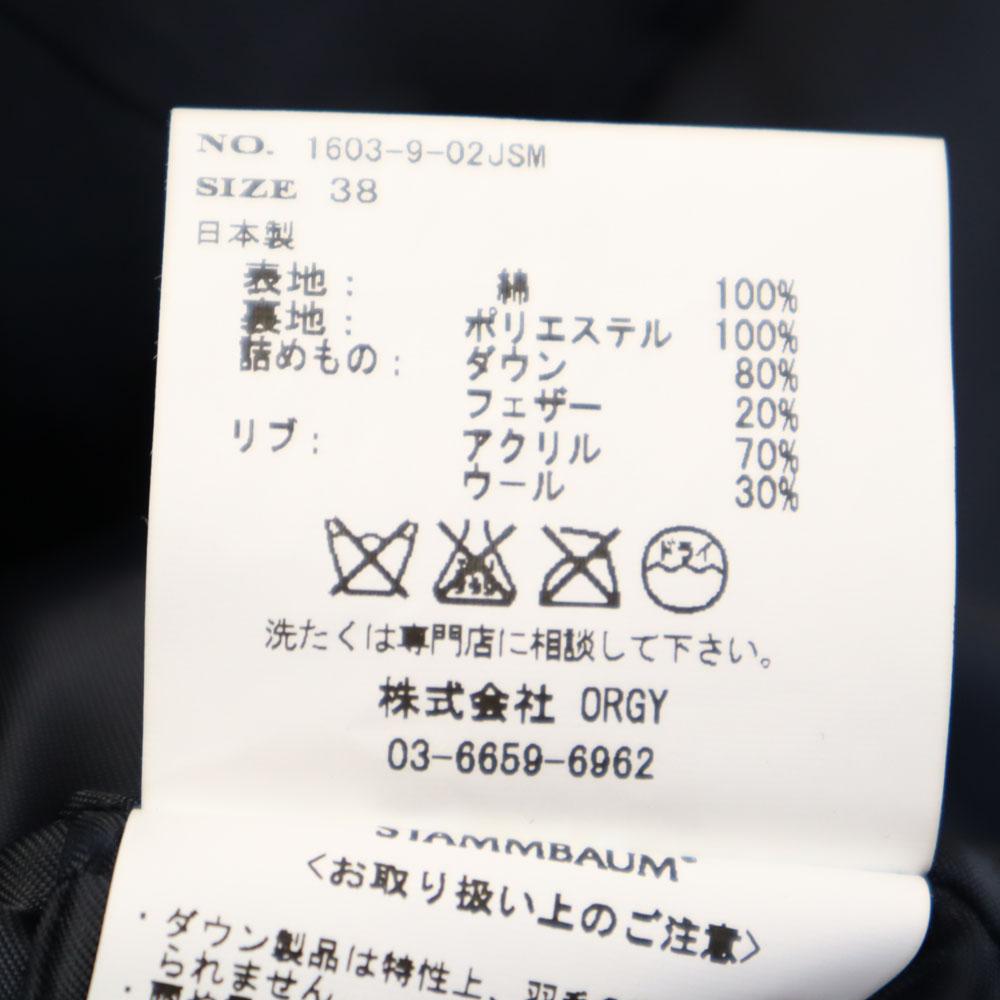 NO. 1603-9-02JSM
SIZE 38
日本製
表地: 綿 100%
裏地: ポリエステル 100%
詰めもの: ダウン 80%
フェザー 20%
リブ: アクリル 70%
ウール 30%
ドライ
洗たくは専門店に相談して下さい。
株式会社 ORGY
03-6659-6962
STAMMBAUM
<お取り扱い上のご注意>
・ダウン製品は特性上、羽毛の
られません